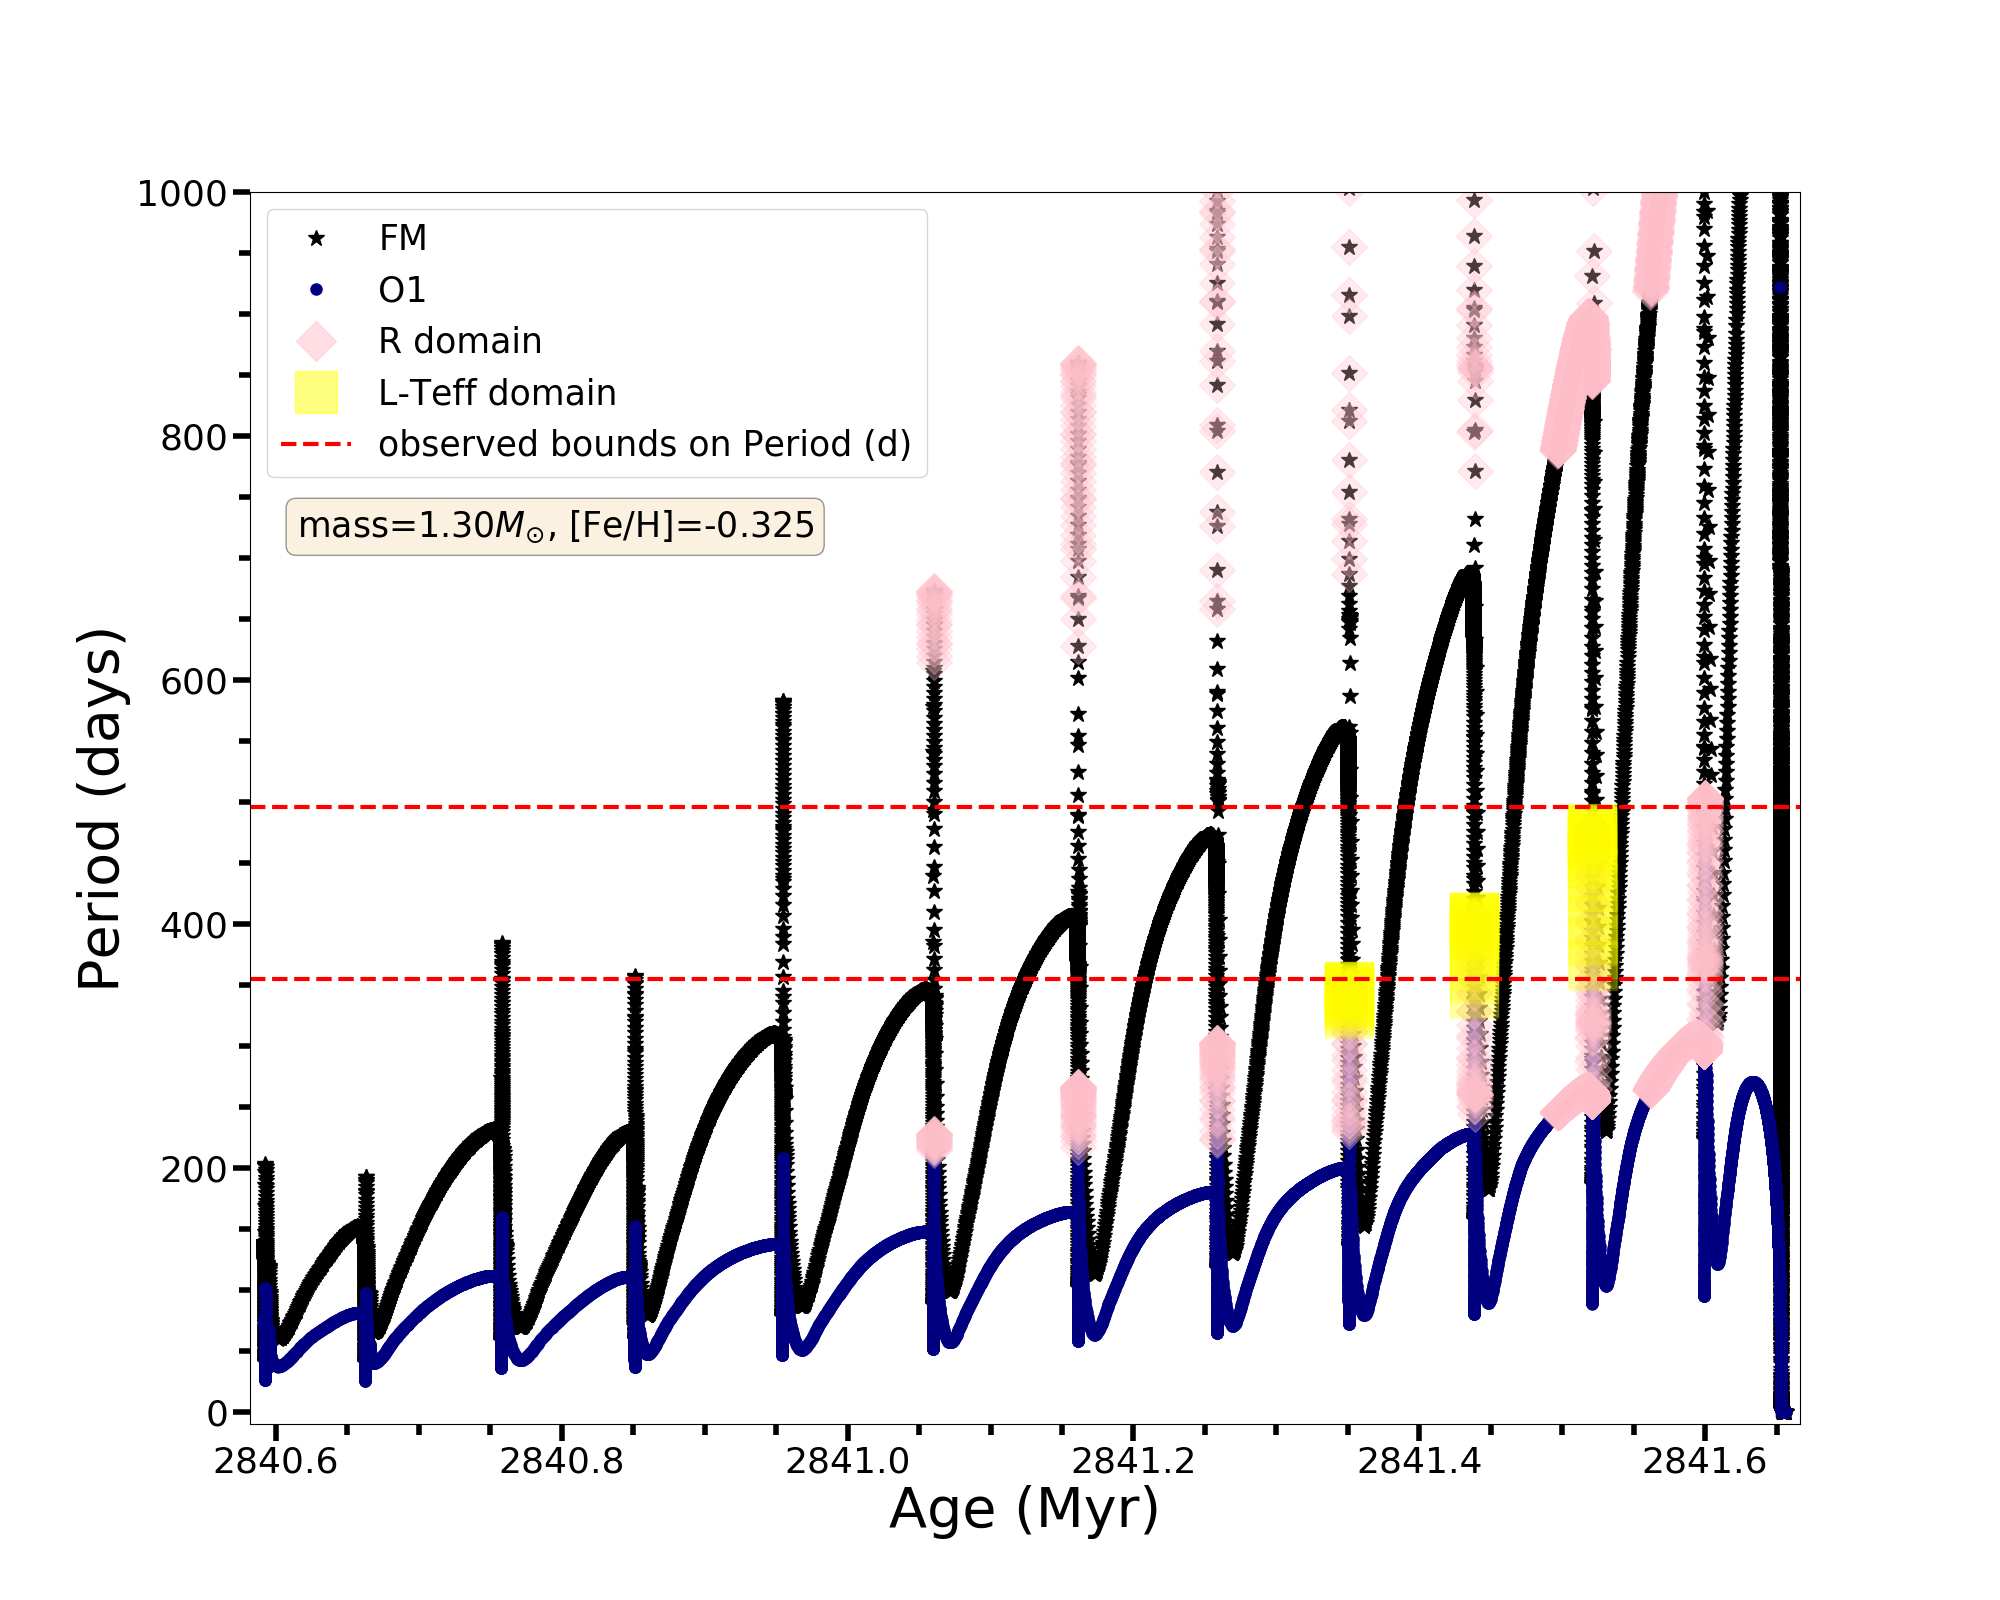 1000
800
600
400
200
0
Period (days)
FM
O1
R domain
L-Teff domain
observed bounds on Period (d)
mass=1.30M⊙, [Fe/H]=-0.325
2840.6 2840.8 2841.0 2841.2 2841.4 2841.6
Age (Myr)